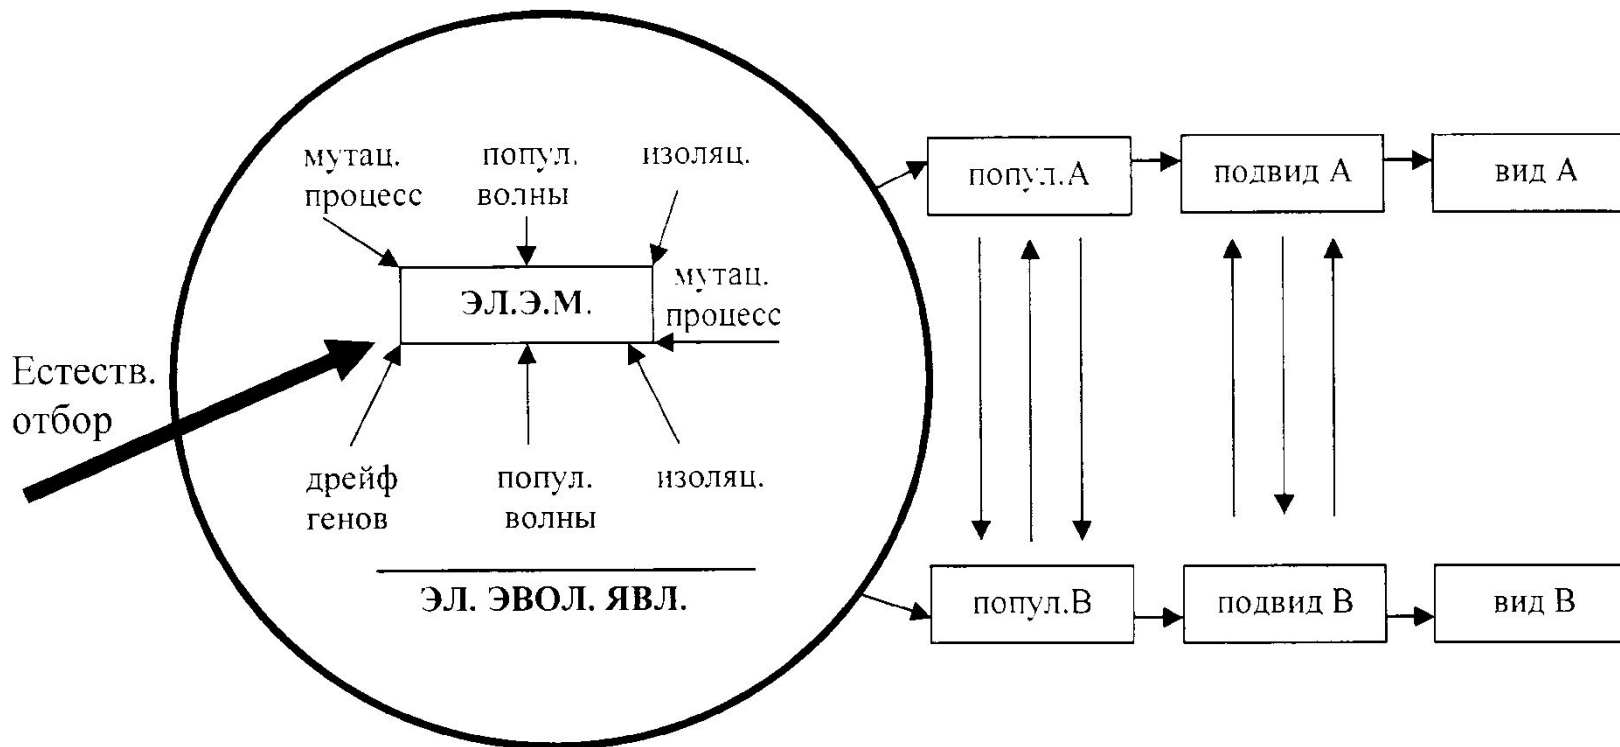 мутац.
процесс
попул.
волны
изоляц.
ЭЛ.Э.М.
мутац.
процесс
Естеств.
отбор
дрейф
генов
попул.
волны
изоляц.
ЭЛ. ЭВОЛ. ЯВЛ.
попул.А
подвид А
вид А
попул.В
подвид В
вид В